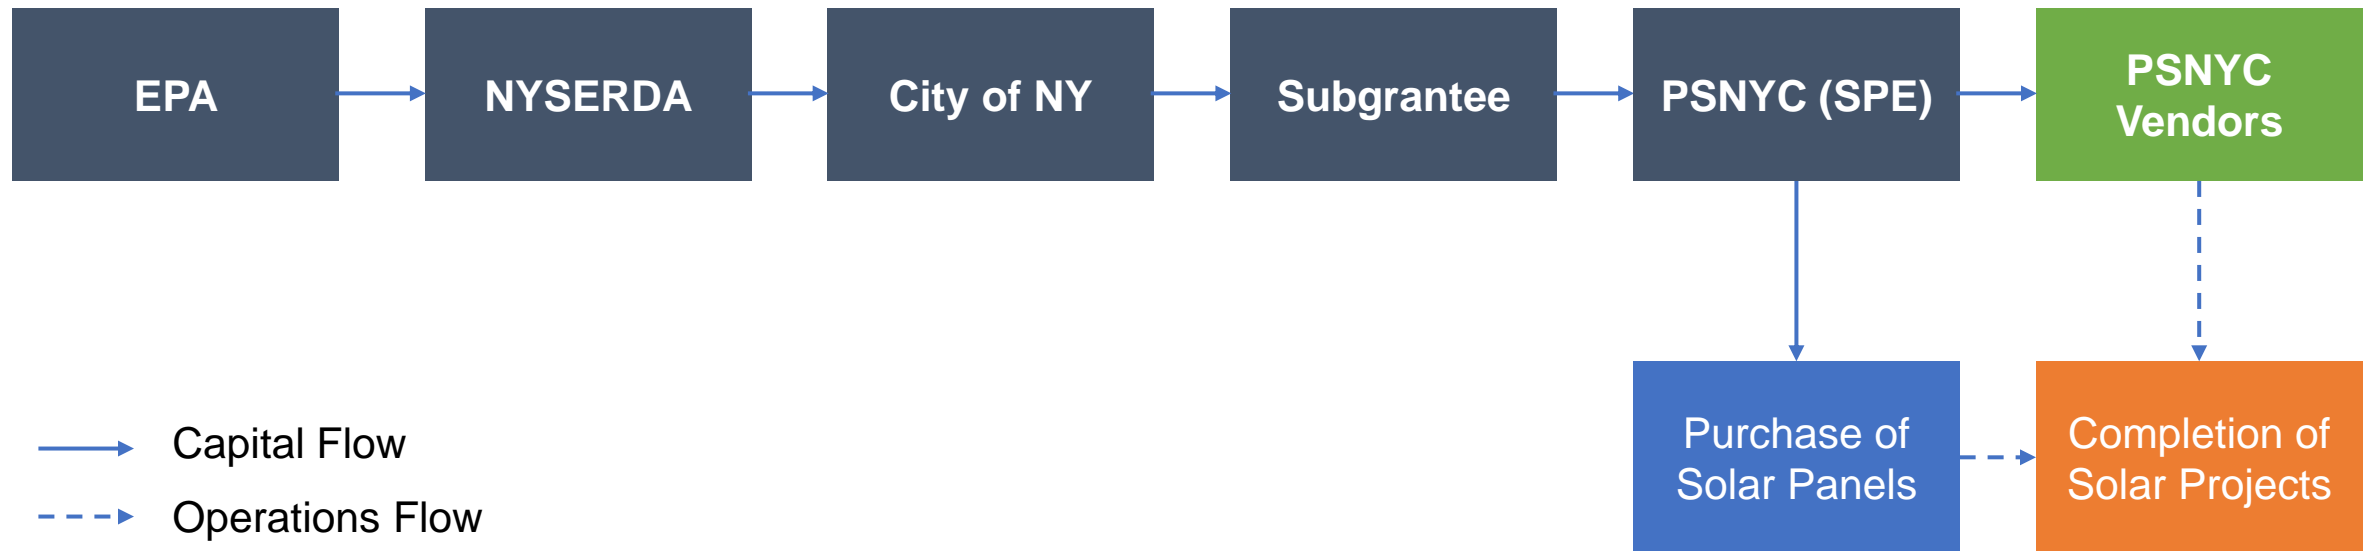 EPA
NYSERDA
City of NY
Subgrantee
PSNYC (SPE)
PSNYC
Vendors
Purchase of
Solar Panels
Completion of
Solar Projects
Capital Flow
Operations Flow